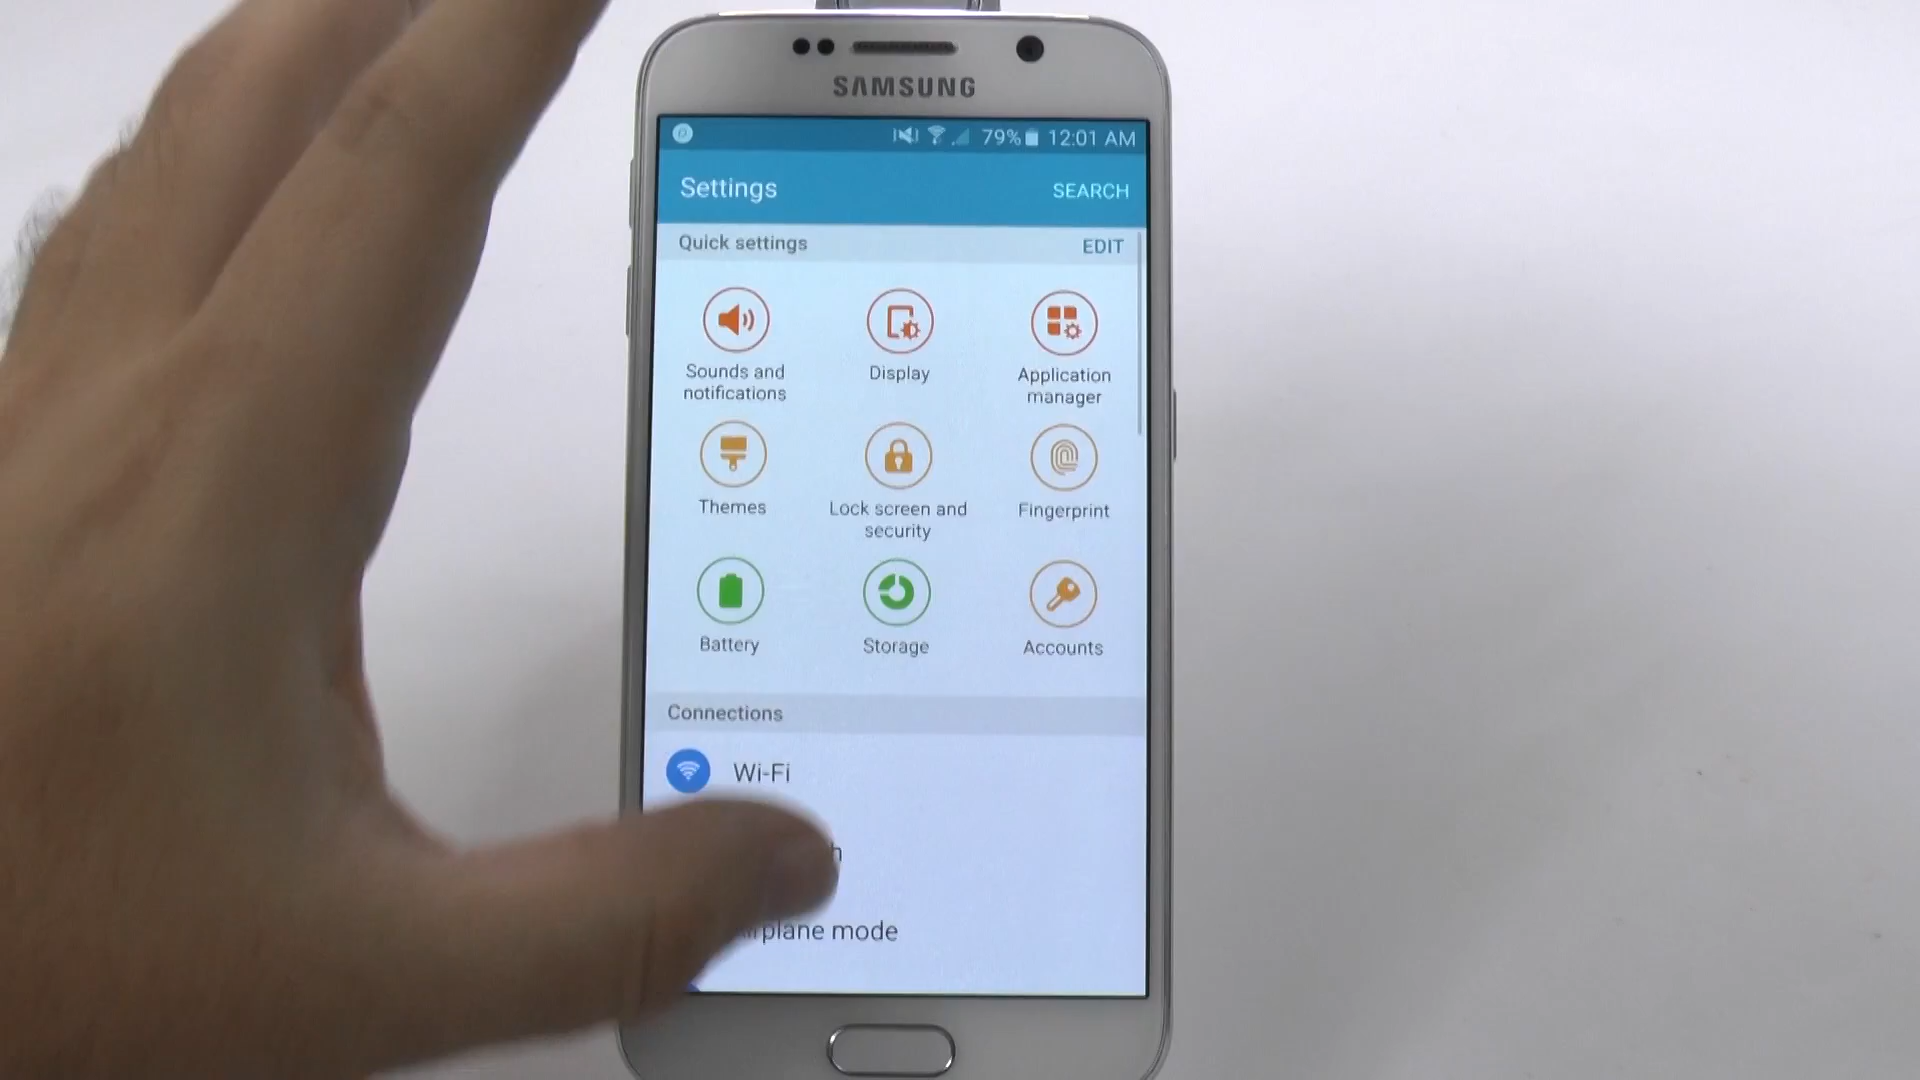 SAMSUNG
79% 12:01 AM
Settings SEARCH
Quick settings EDIT
Sounds and
notifications
Display
Application
manager
Themes
Lock screen and
security
Fingerprint
Battery
Storage
Accounts
Connections
Wi-Fi
h
rplane mode